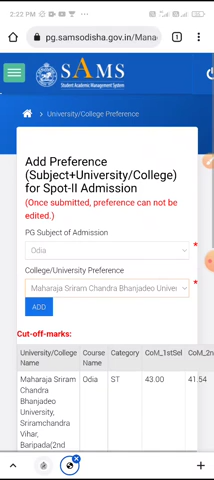 2:22 PM
pg.samsodisha.gov.in/Mana
1
SAMS
Student Academic Management System
University/College Preference
Add Preference
(Subject+University/College)
for Spot-II Admission
(Once submitted, preference can not be
edited.)
PG Subject of Admission
Odia
*
College/University Preference
Maharaja Sriram Chandra Bhanjadeo Univer
*
ADD
Cut-off-marks:
University/College Name Course Name Category CoM_1stSel CoM_2n
Maharaja Sriram Odia ST 43.00 41.54
Chandra
Bhanjadeo
University,
Sriramchandra
Vihar,
Baripada(2nd